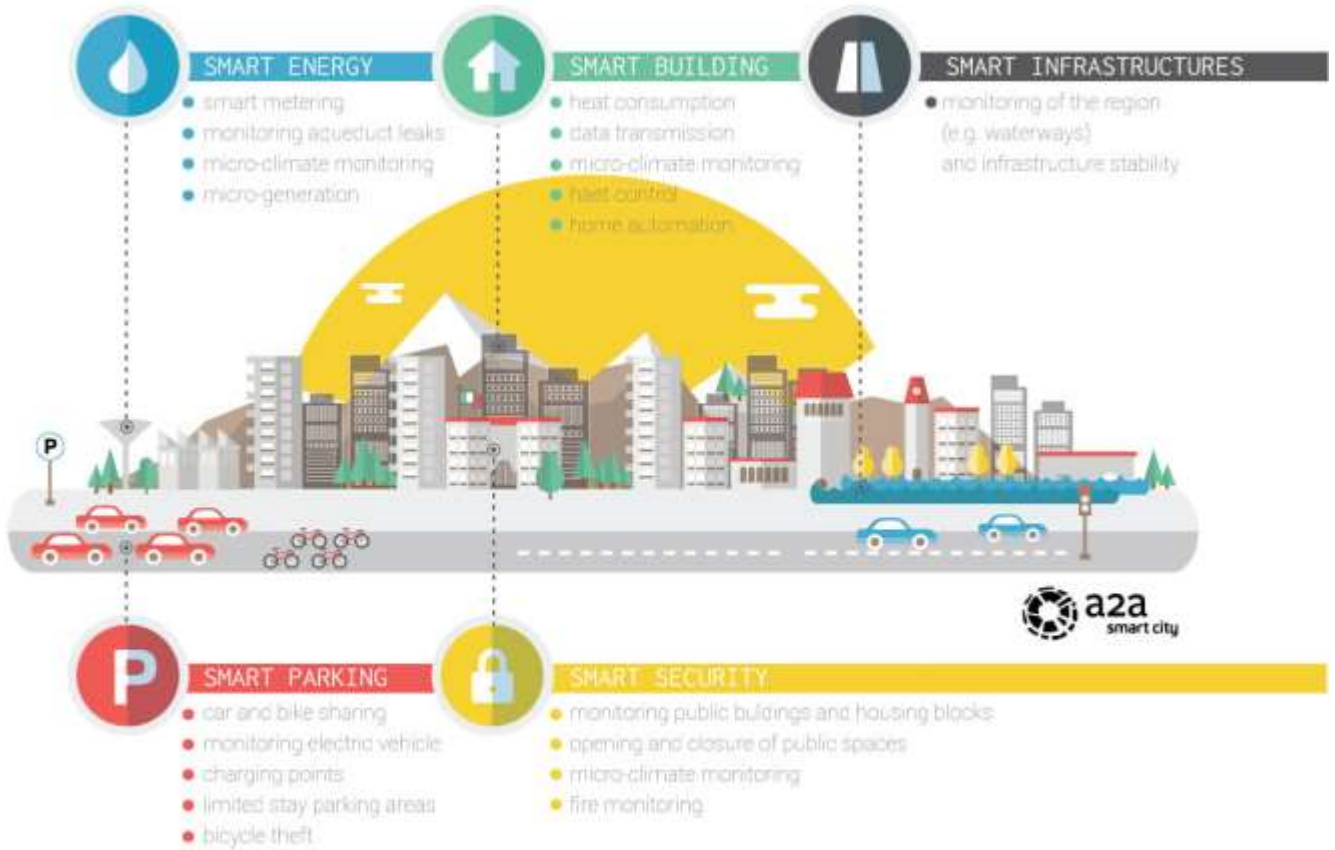 SMART ENERGY
smart metering
monitoring aqueduct leaks
micro-climate monitoring
micro-generation
SMART BUILDING
heat consumption
data transmission
micro-climate monitoring
haet control
home automation
SMART INFRASTRUCTURES
monitoring of the region
(e.g. waterways)
and infrastructure stability
P
a2a
smart city
P
SMART PARKING
car and bike sharing
monitoring electric vehicle
charging points
limited stay parking areas
bicycle theft
SMART SECURITY
monitoring public buldings and housing blocks
opening and closure of public spaces
micro-climate monitoring
fire monitoring